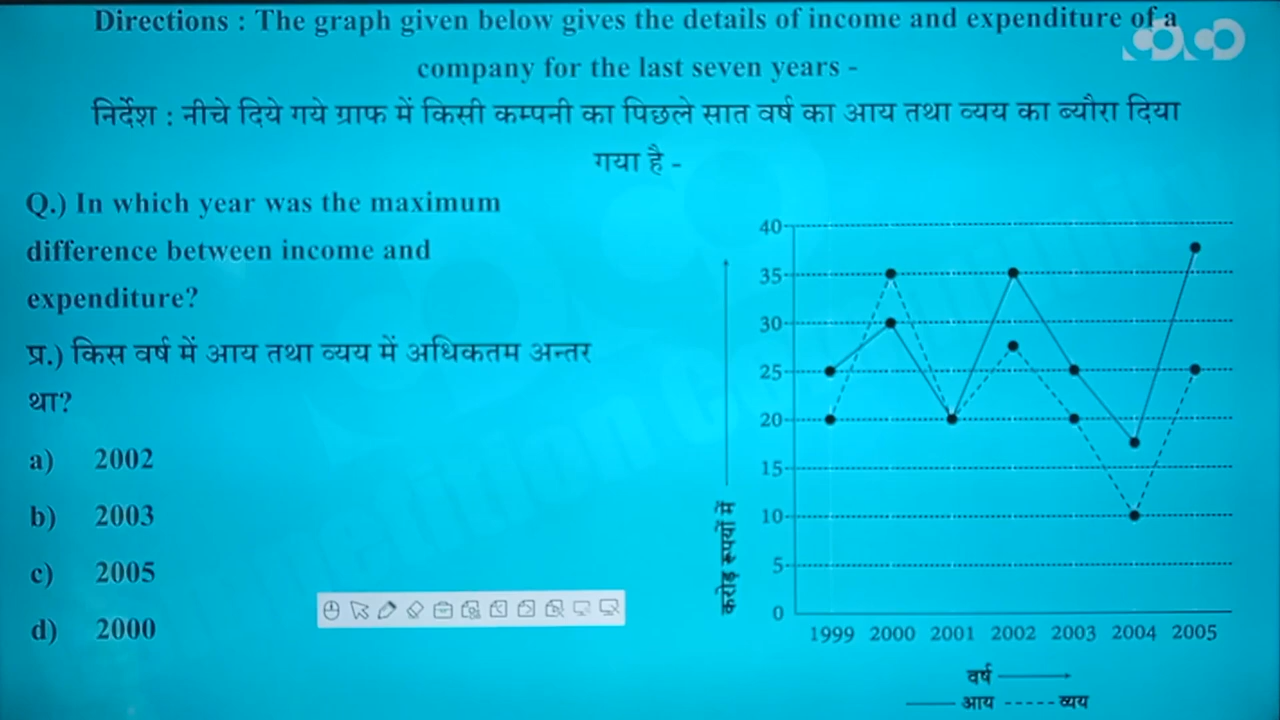 Directions : The graph given below gives the details of income and expenditure of a
company for the last seven years -
निर्देश : नीचे दिये गये ग्राफ में किसी कम्पनी का पिछले सात वर्ष का आय तथा व्यय का ब्यौरा दिया
गया है -
Q.) In which year was the maximum
difference between income and
expenditure?
प्र.) किस वर्ष में आय तथा व्यय में अधिकतम अन्तर
था?
a) 2002
b) 2003
c) 2005
d) 2000
40
35
30
25
20
15
10
5
0
करोड़ रूपयों में
1999 2000 2001 2002 2003 2004 2005
वर्ष
आय व्यय